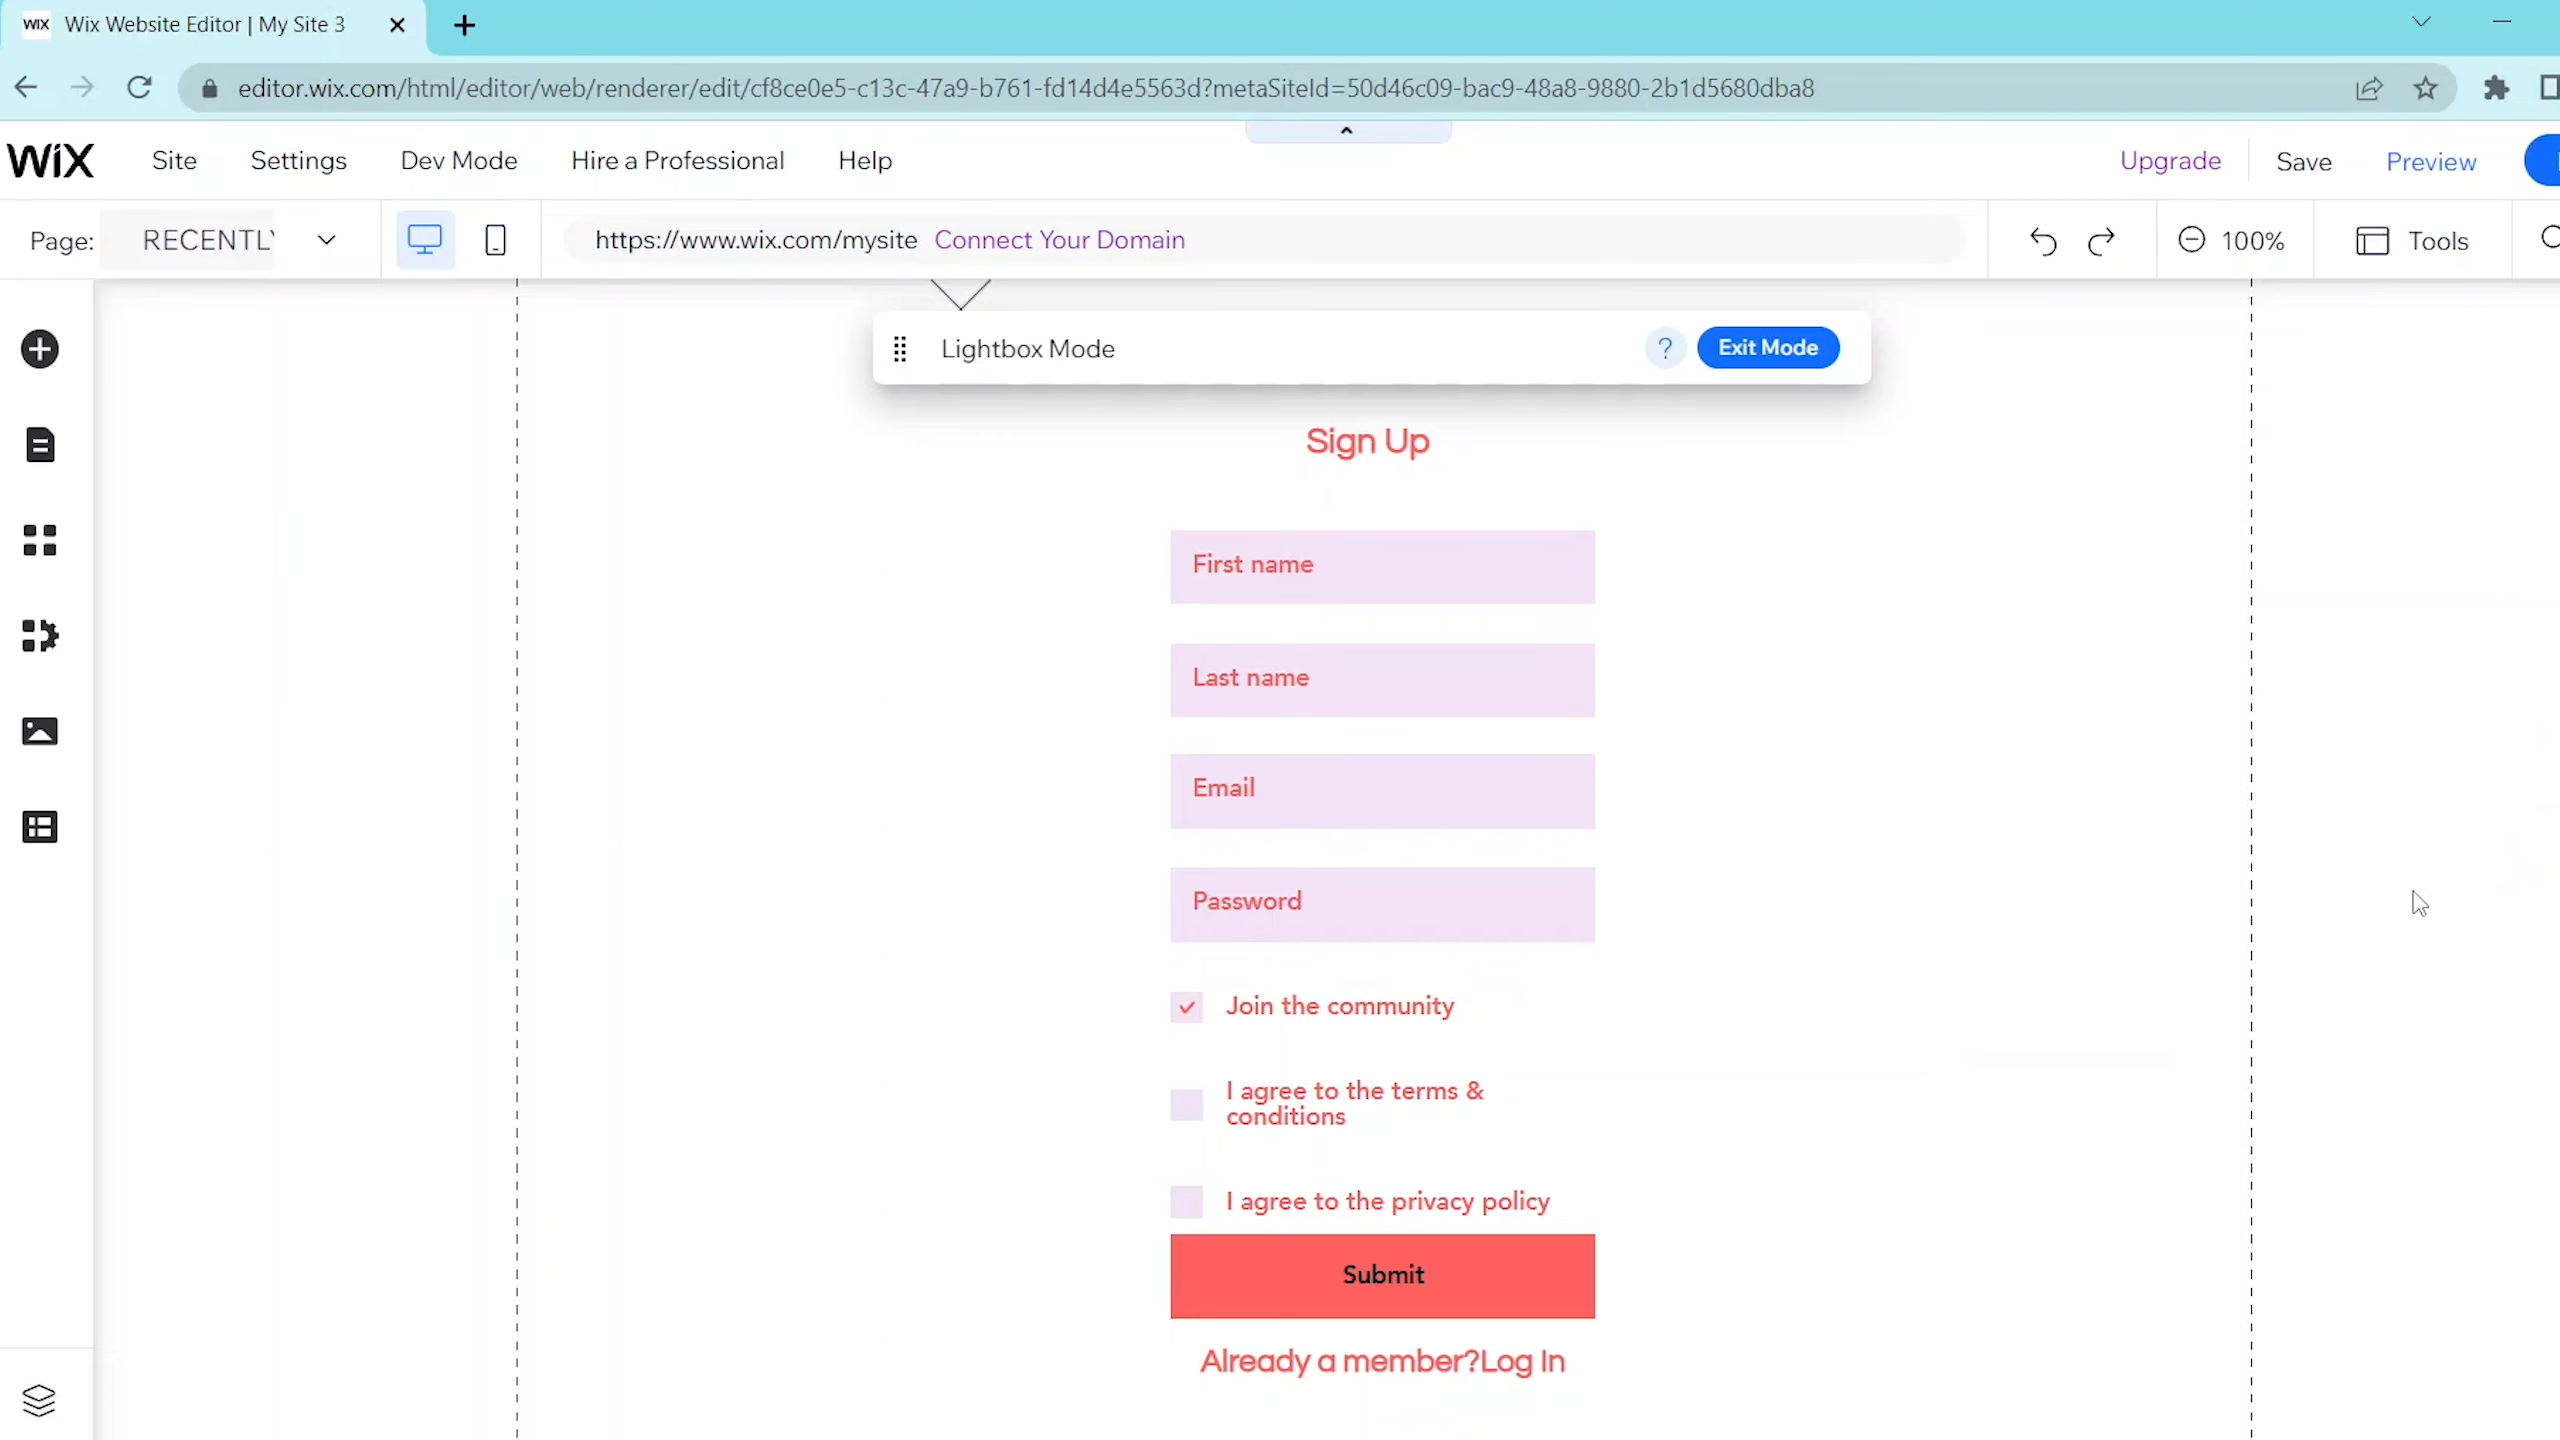 WIX Wix Website Editor | My Site 3
editor.wix.com/html/editor/web/renderer/edit/cf8ce0e5-c13c-47a9-b761-fd14d4e5563d?metaSiteId=50d46c09-bac9-48a8-9880-2b1d5680dba8
WiX Site Settings Dev Mode Hire a Professional Help Upgrade Save Preview
Page: RECENTLY https://www.wix.com/mysite Connect Your Domain 100% Tools
Lightbox Mode ? Exit Mode
Sign Up
First name
Last name
Email
Password
Join the community
I agree to the terms &
conditions
I agree to the privacy policy
Submit
Already a member?Log In